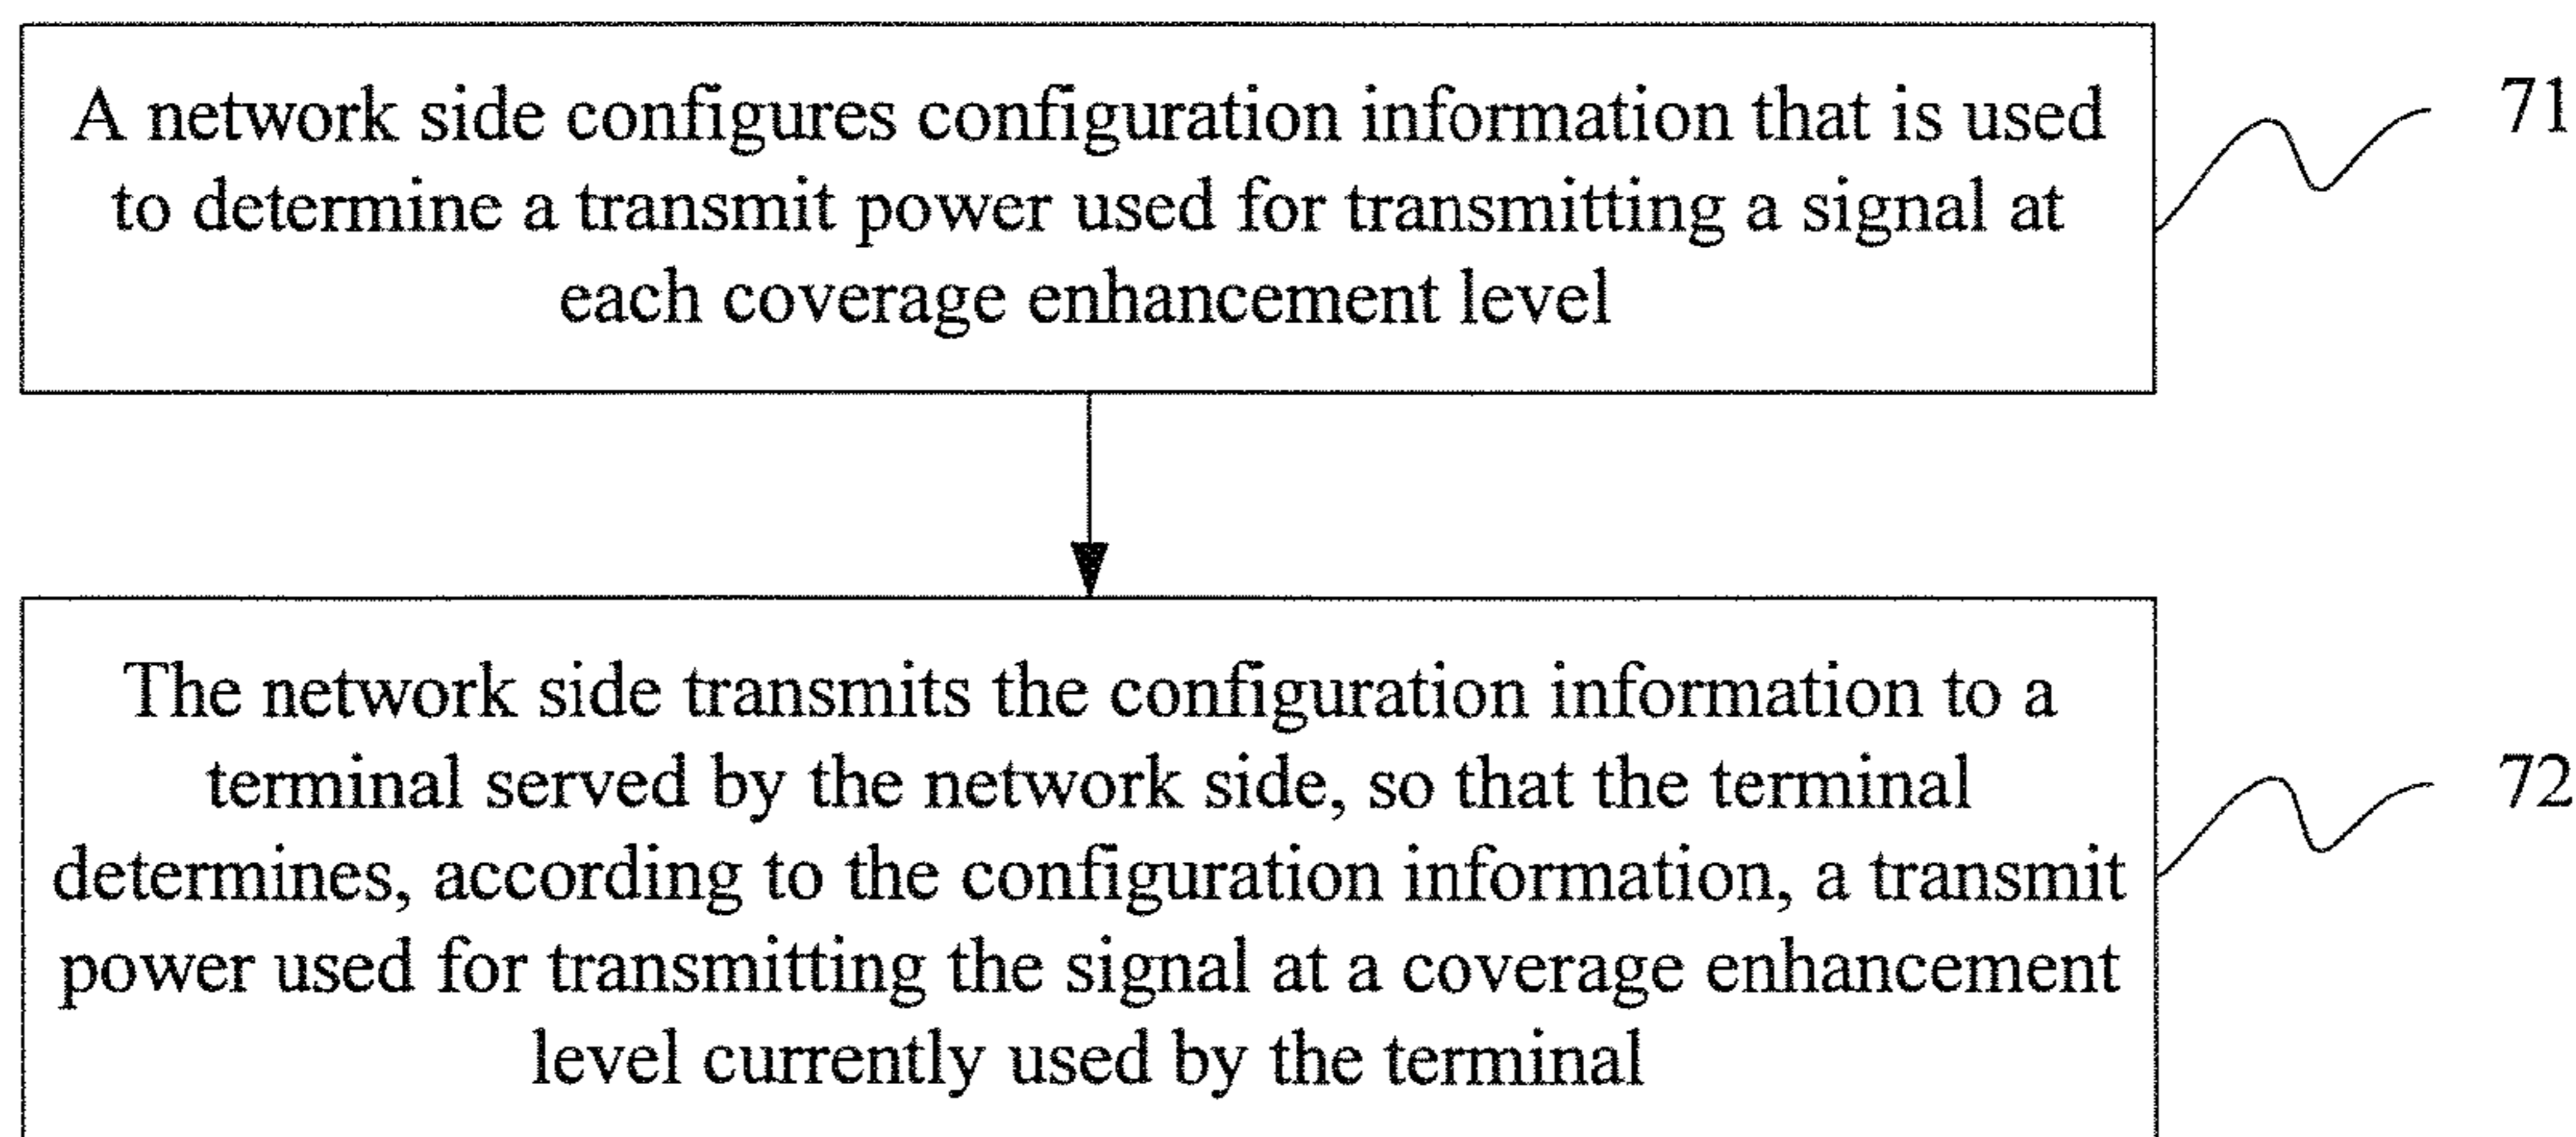 A network side configures configuration information that is used
to determine a transmit power used for transmitting a signal at
each coverage enhancement level
71
The network side transmits the configuration information to a
terminal served by the network side, so that the terminal
determines, according to the configuration information, a transmit
power used for transmitting the signal at a coverage enhancement
level currently used by the terminal
72